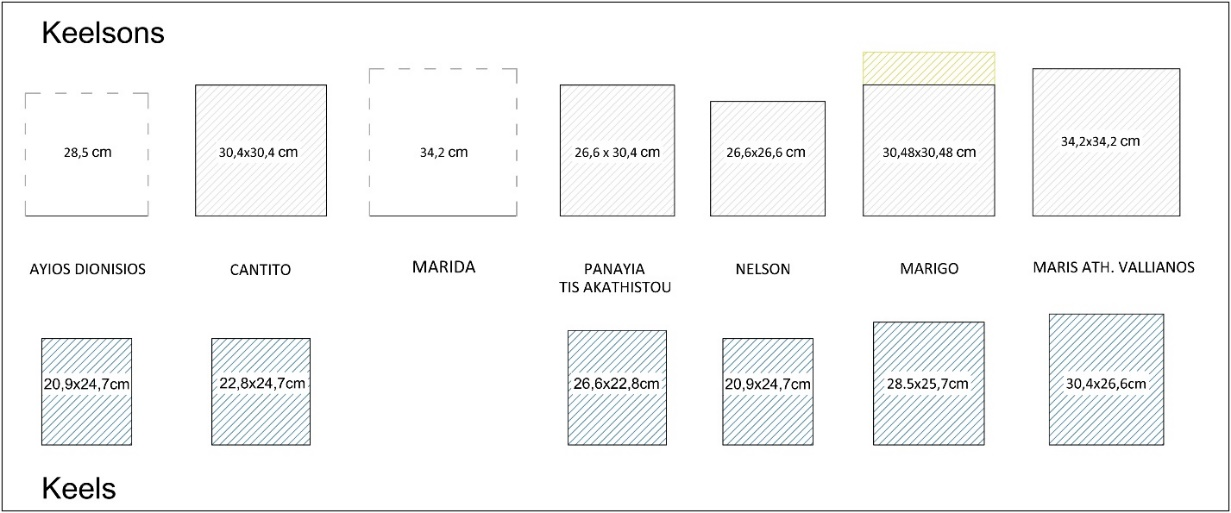 Keelsons
28,5 cm
30,4x30,4 cm
34,2 cm
26,6 x 30,4 cm
26,6x26,6 cm
30,48x30,48 cm
34,2x34,2 cm
AYIOS DIONISIOS
CANTITO
MARIDA
PANAYIA
TIS AKATHISTOU
NELSON
MARIGO
MARIS ATH. VALLIANOS
20,9x24,7cm
22,8x24,7cm
26,6x22,8cm
20,9x24,7cm
28.5x25,7cm
30,4x26,6cm
Keels